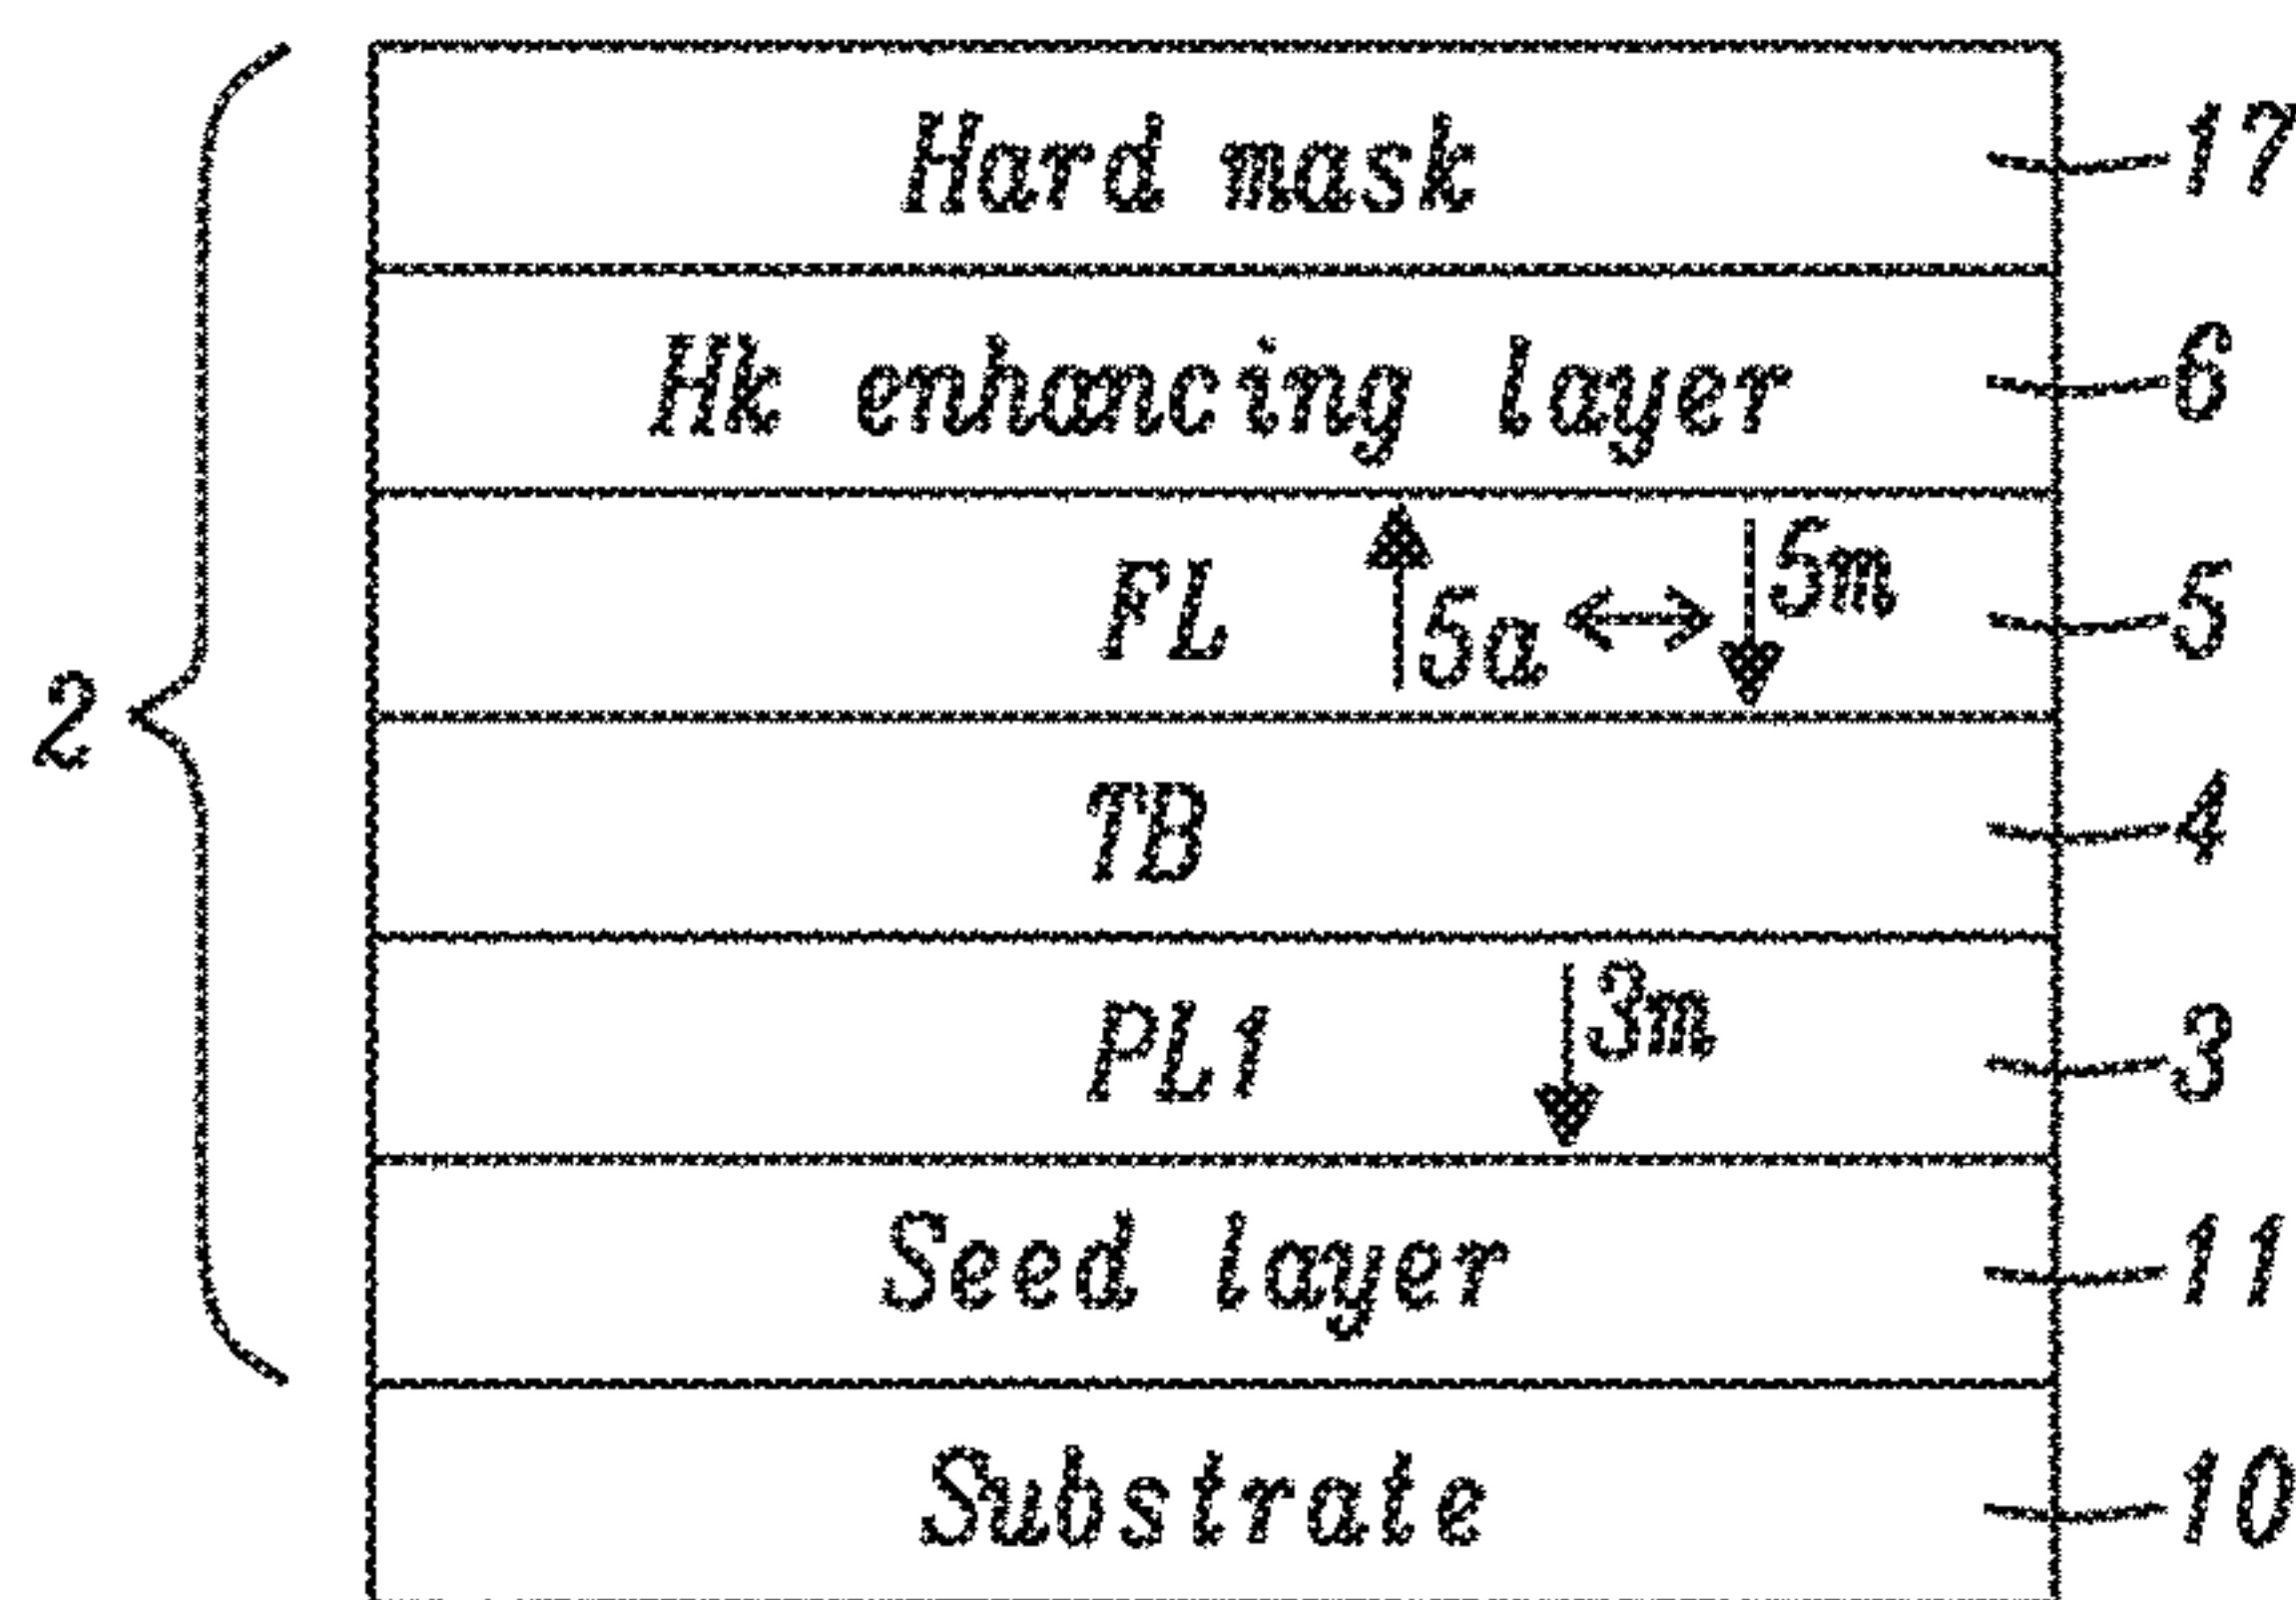 Hard mask 17
Hk enhancing layer 6
FL 5a 5m 5
2
TB 4
PL1 3m 3
Seed layer 11
Substrate 10